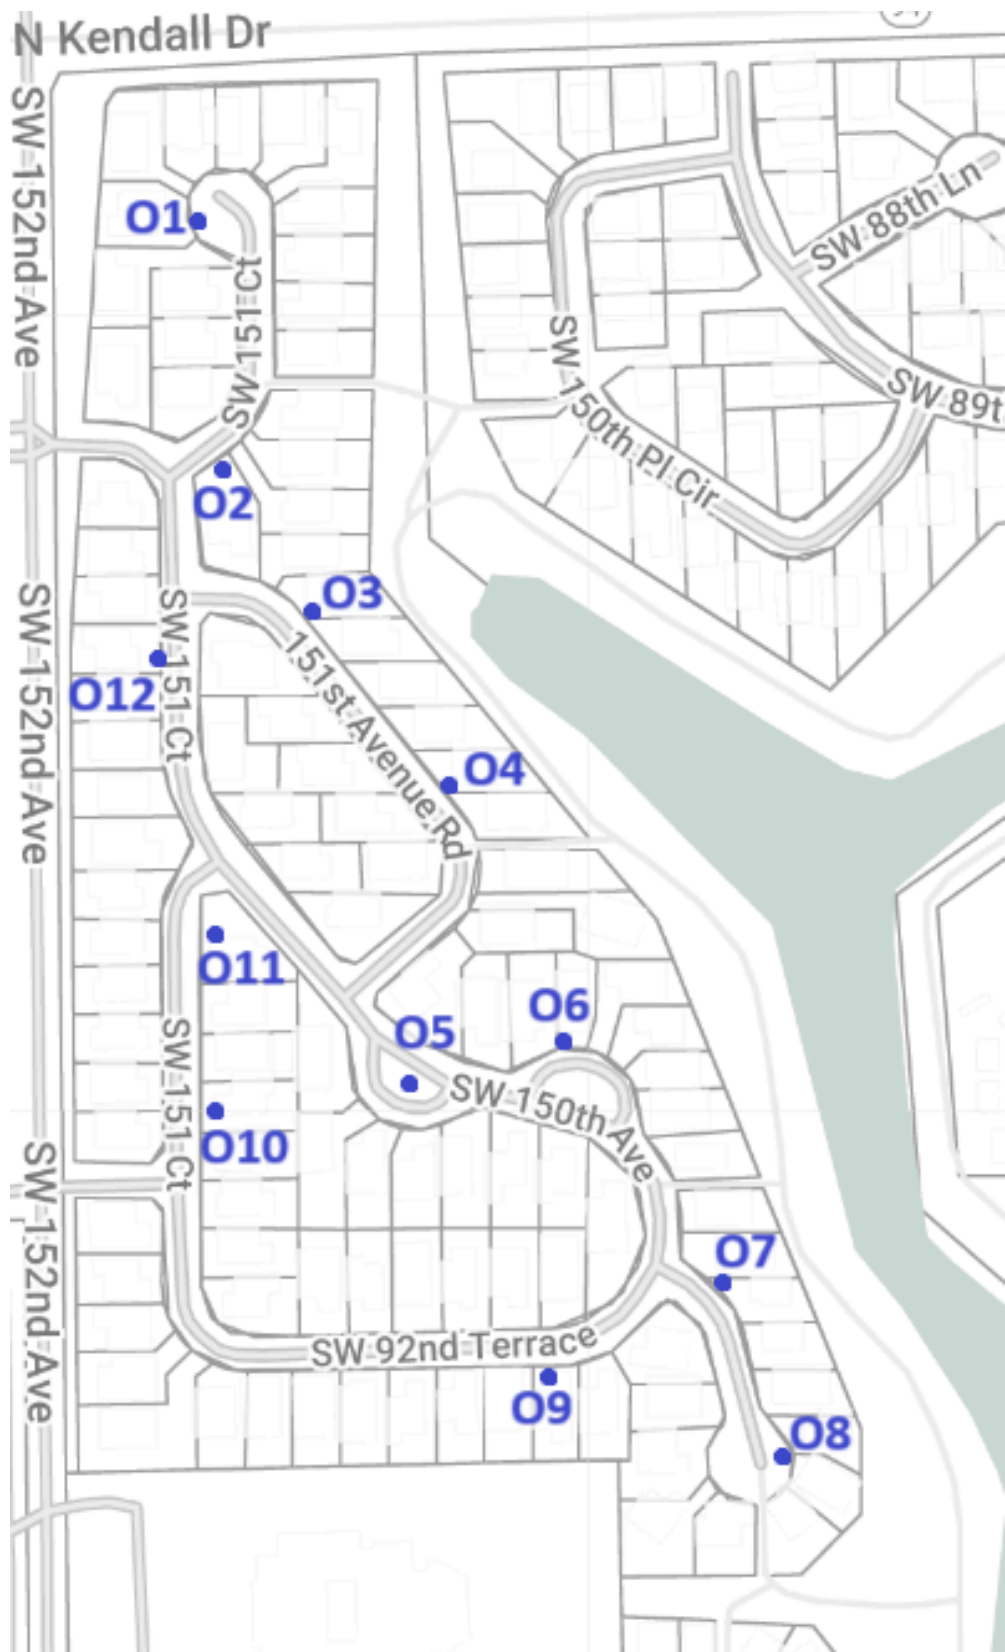 N Kendall Dr
SW 152nd Ave
O1
SW 151 Ct
SW 88th Ln
SW 150th Pl Cir
SW 89t
O2
O3
SW 152nd Ave
SW 151 Ct
151st Avenue Rd
O12
O4
O11
O5
O6
SW 151 Ct
SW 150th Ave
O10
SW 152nd Ave
O7
SW 92nd Terrace
O9
O8